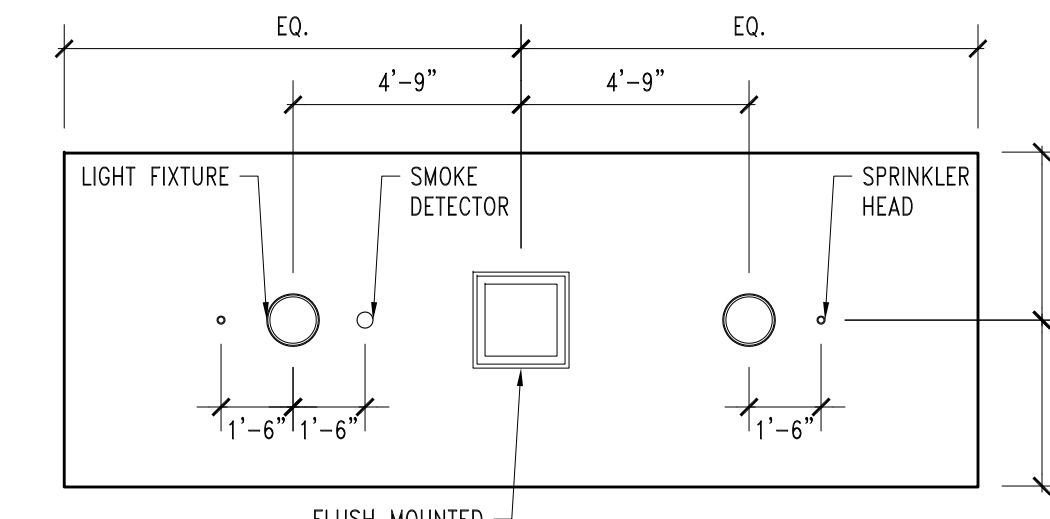 EQ.
EQ.
4'-9"
4'-9"
LIGHT FIXTURE
SMOKE
DETECTOR
SPRINKLER
HEAD
1'-6"
1'-6"
1'-6"
FLUSH MOUNTED